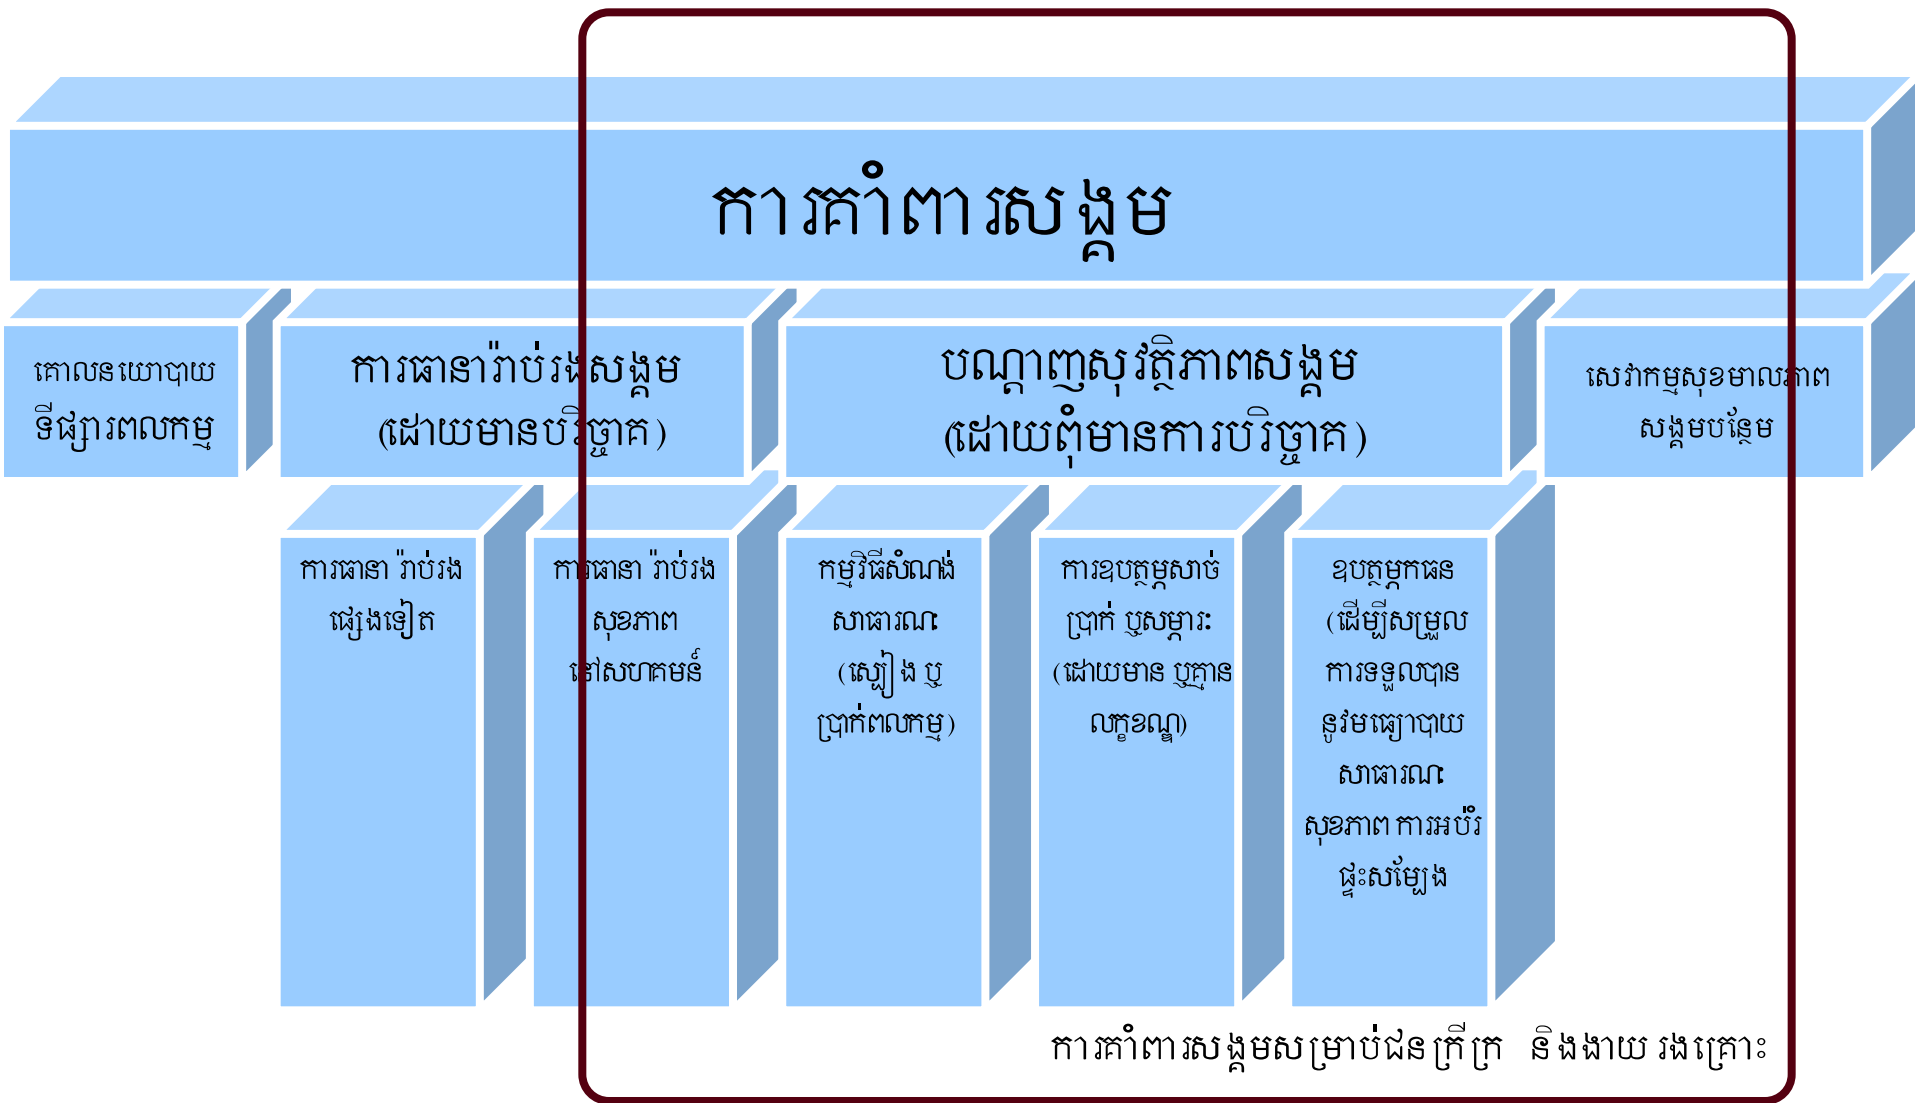 ការគាំពារសង្គម
គោលនយោបាយ
ទីផ្សារពលកម្ម
ការធានារ៉ាប់រងសង្គម
(ដោយមានបរិច្ចាគ)
បណ្តាញសុវត្ថិភាពសង្គម
(ដោយពុំមានការបរិច្ចាគ)
សេវាកម្មសុខមាលភាព
សង្គមបន្ថែម
ការធានា រ៉ាប់រង
ផ្សេងទៀត
ការធានា រ៉ាប់រង
សុខភាព
នៅសហគមន៍
កម្មវិធីសំណង់
សាធារណៈ
(ស្បៀង ឬ
ប្រាក់ពលកម្ម)
ការឧបត្ថម្ភសាច់
ប្រាក់ ឬសម្ភារៈ
(ដោយមាន ឬគ្មាន
លក្ខខណ្ឌ)
ឧបត្ថម្ភកធន
(ដើម្បីសម្រួល
ការទទួលបាន
នូវមធ្យោបាយ
សាធារណៈ
សុខភាព ការអប់រំ
ផ្ទះសម្បែង
ការគាំពារសង្គមសម្រាប់ជនក្រីក្រ និងងាយរងគ្រោះ